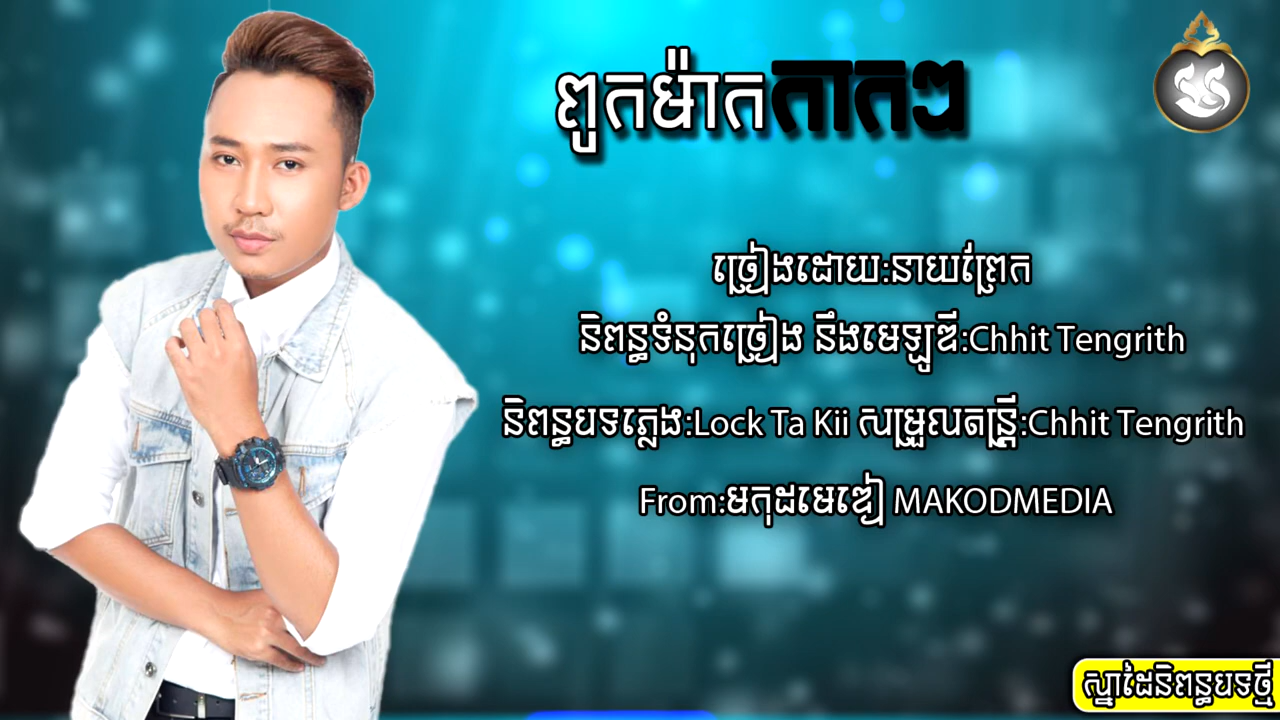 ពូតម៉ាតកាតៗ
ច្រៀងដោយ:នាយព្រែក
និពន្ធទំនុកច្រៀង នឹងមេឡូឌី:Chhit Tengrith
និពន្ធបទភ្លេង:Lock Ta Kii សម្រួលតន្ត្រី:Chhit Tengrith
From:មកុដមេឌៀ MAKODMEDIA
ស្នាដៃនិពន្ធបទថ្មី